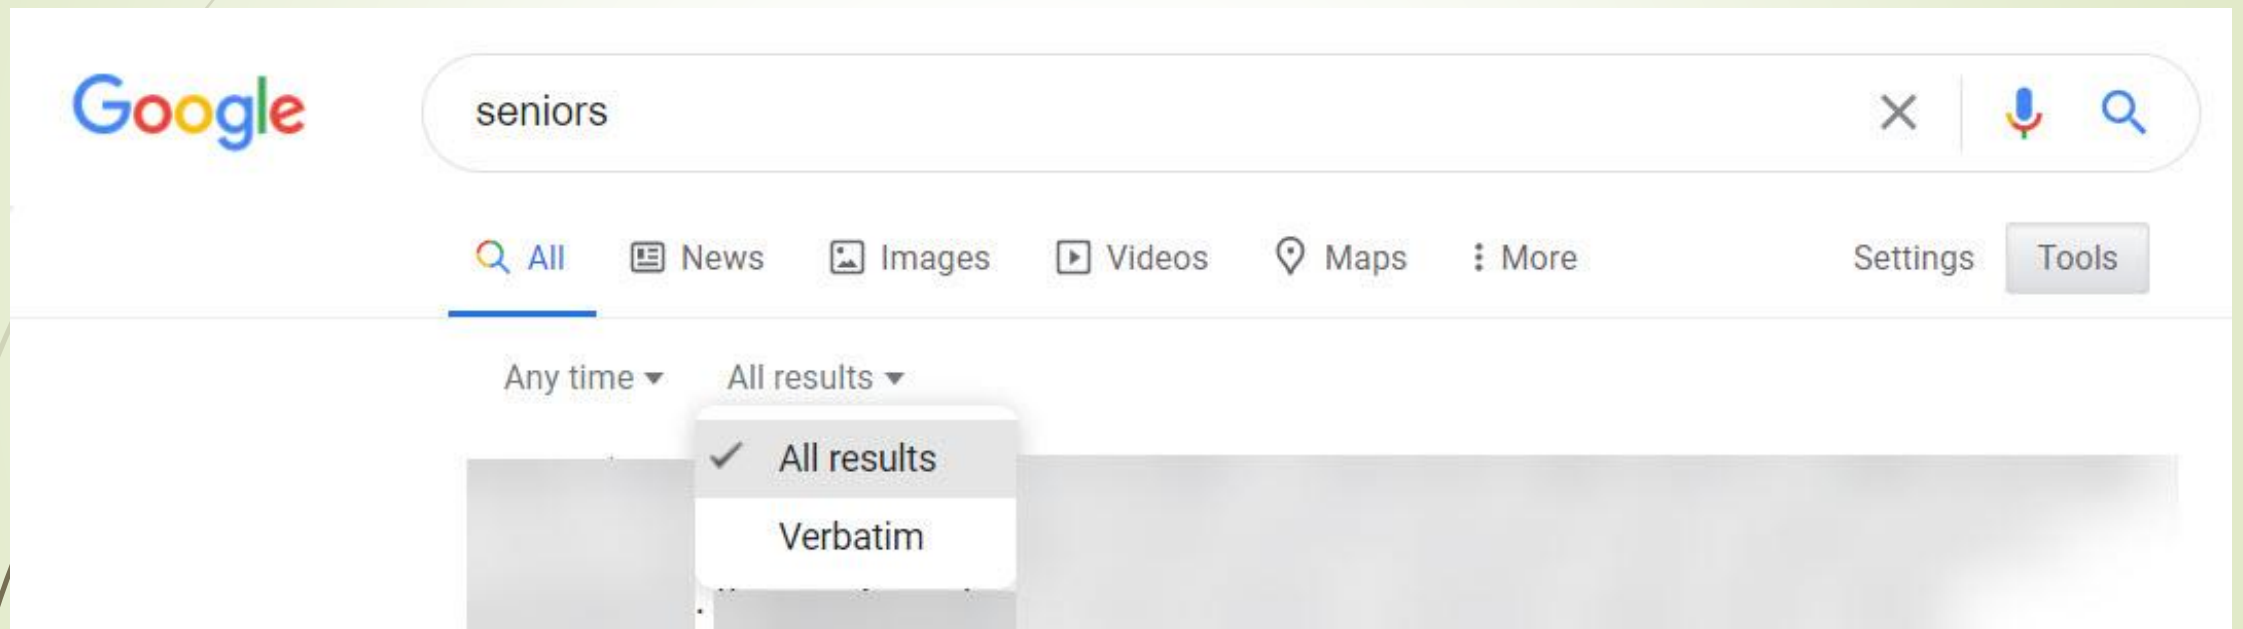 Google
seniors
All News Images Videos Maps More Settings Tools
Any time All results
All results
Verbatim